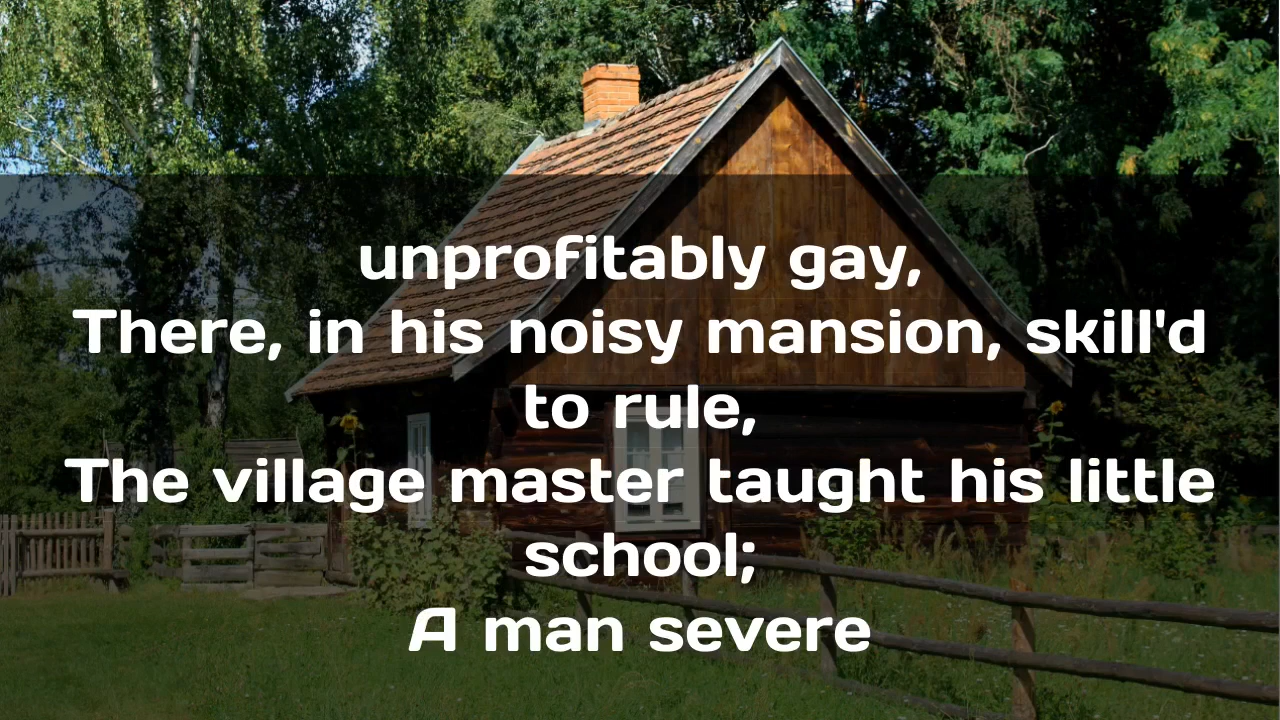 unprofitably gay,
There, in his noisy mansion, skill'd
to rule,
The village master taught his little
school;
A man severe